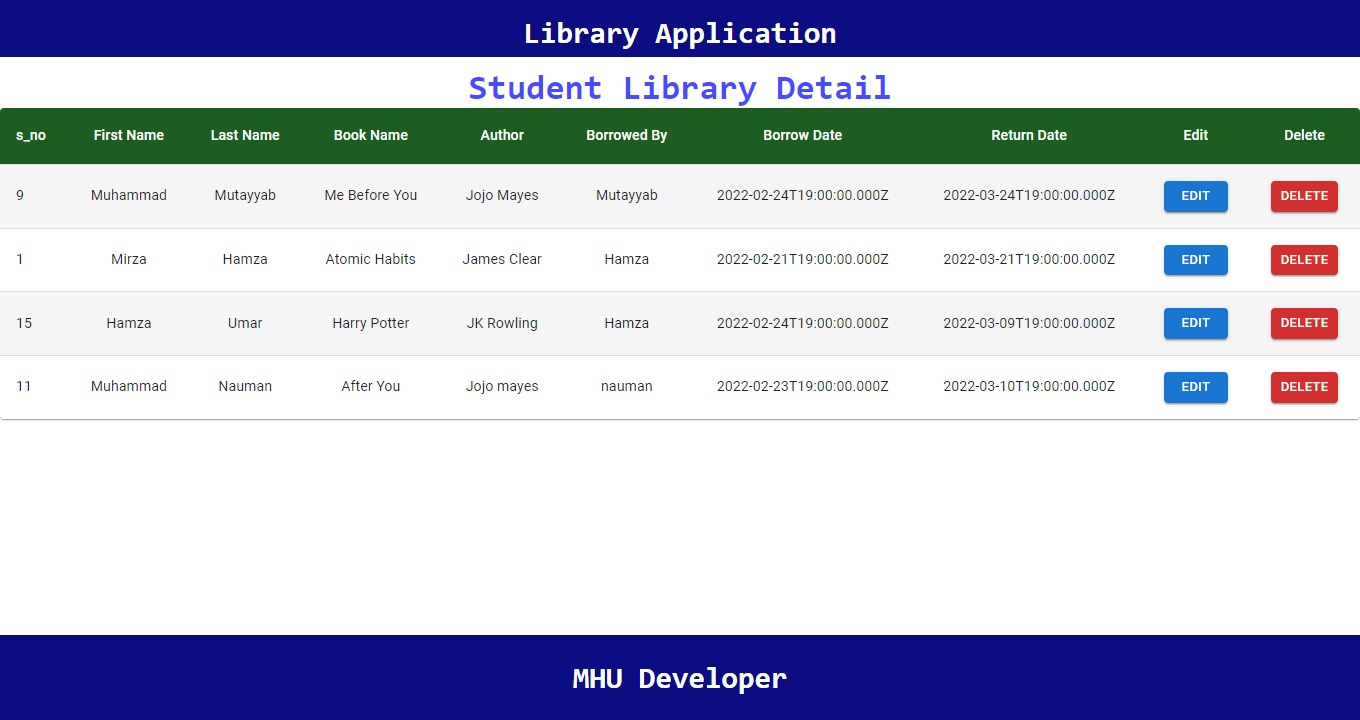 Library Application
Student Library Detail
s_no First Name Last Name Book Name Author Borrowed By Borrow Date Return Date Edit Delete
9 Muhammad Mutayyab Me Before You Jojo Mayes Mutayyab 2022-02-24T19:00:00.000Z 2022-03-24T19:00:00.000Z EDIT DELETE
1 Mirza Hamza Atomic Habits James Clear Hamza 2022-02-21T19:00:00.000Z 2022-03-21T19:00:00.000Z EDIT DELETE
15 Hamza Umar Harry Potter JK Rowling Hamza 2022-02-24T19:00:00.000Z 2022-03-09T19:00:00.000Z EDIT DELETE
11 Muhammad Nauman After You Jojo mayes nauman 2022-02-23T19:00:00.000Z 2022-03-10T19:00:00.000Z EDIT DELETE
MHU Developer